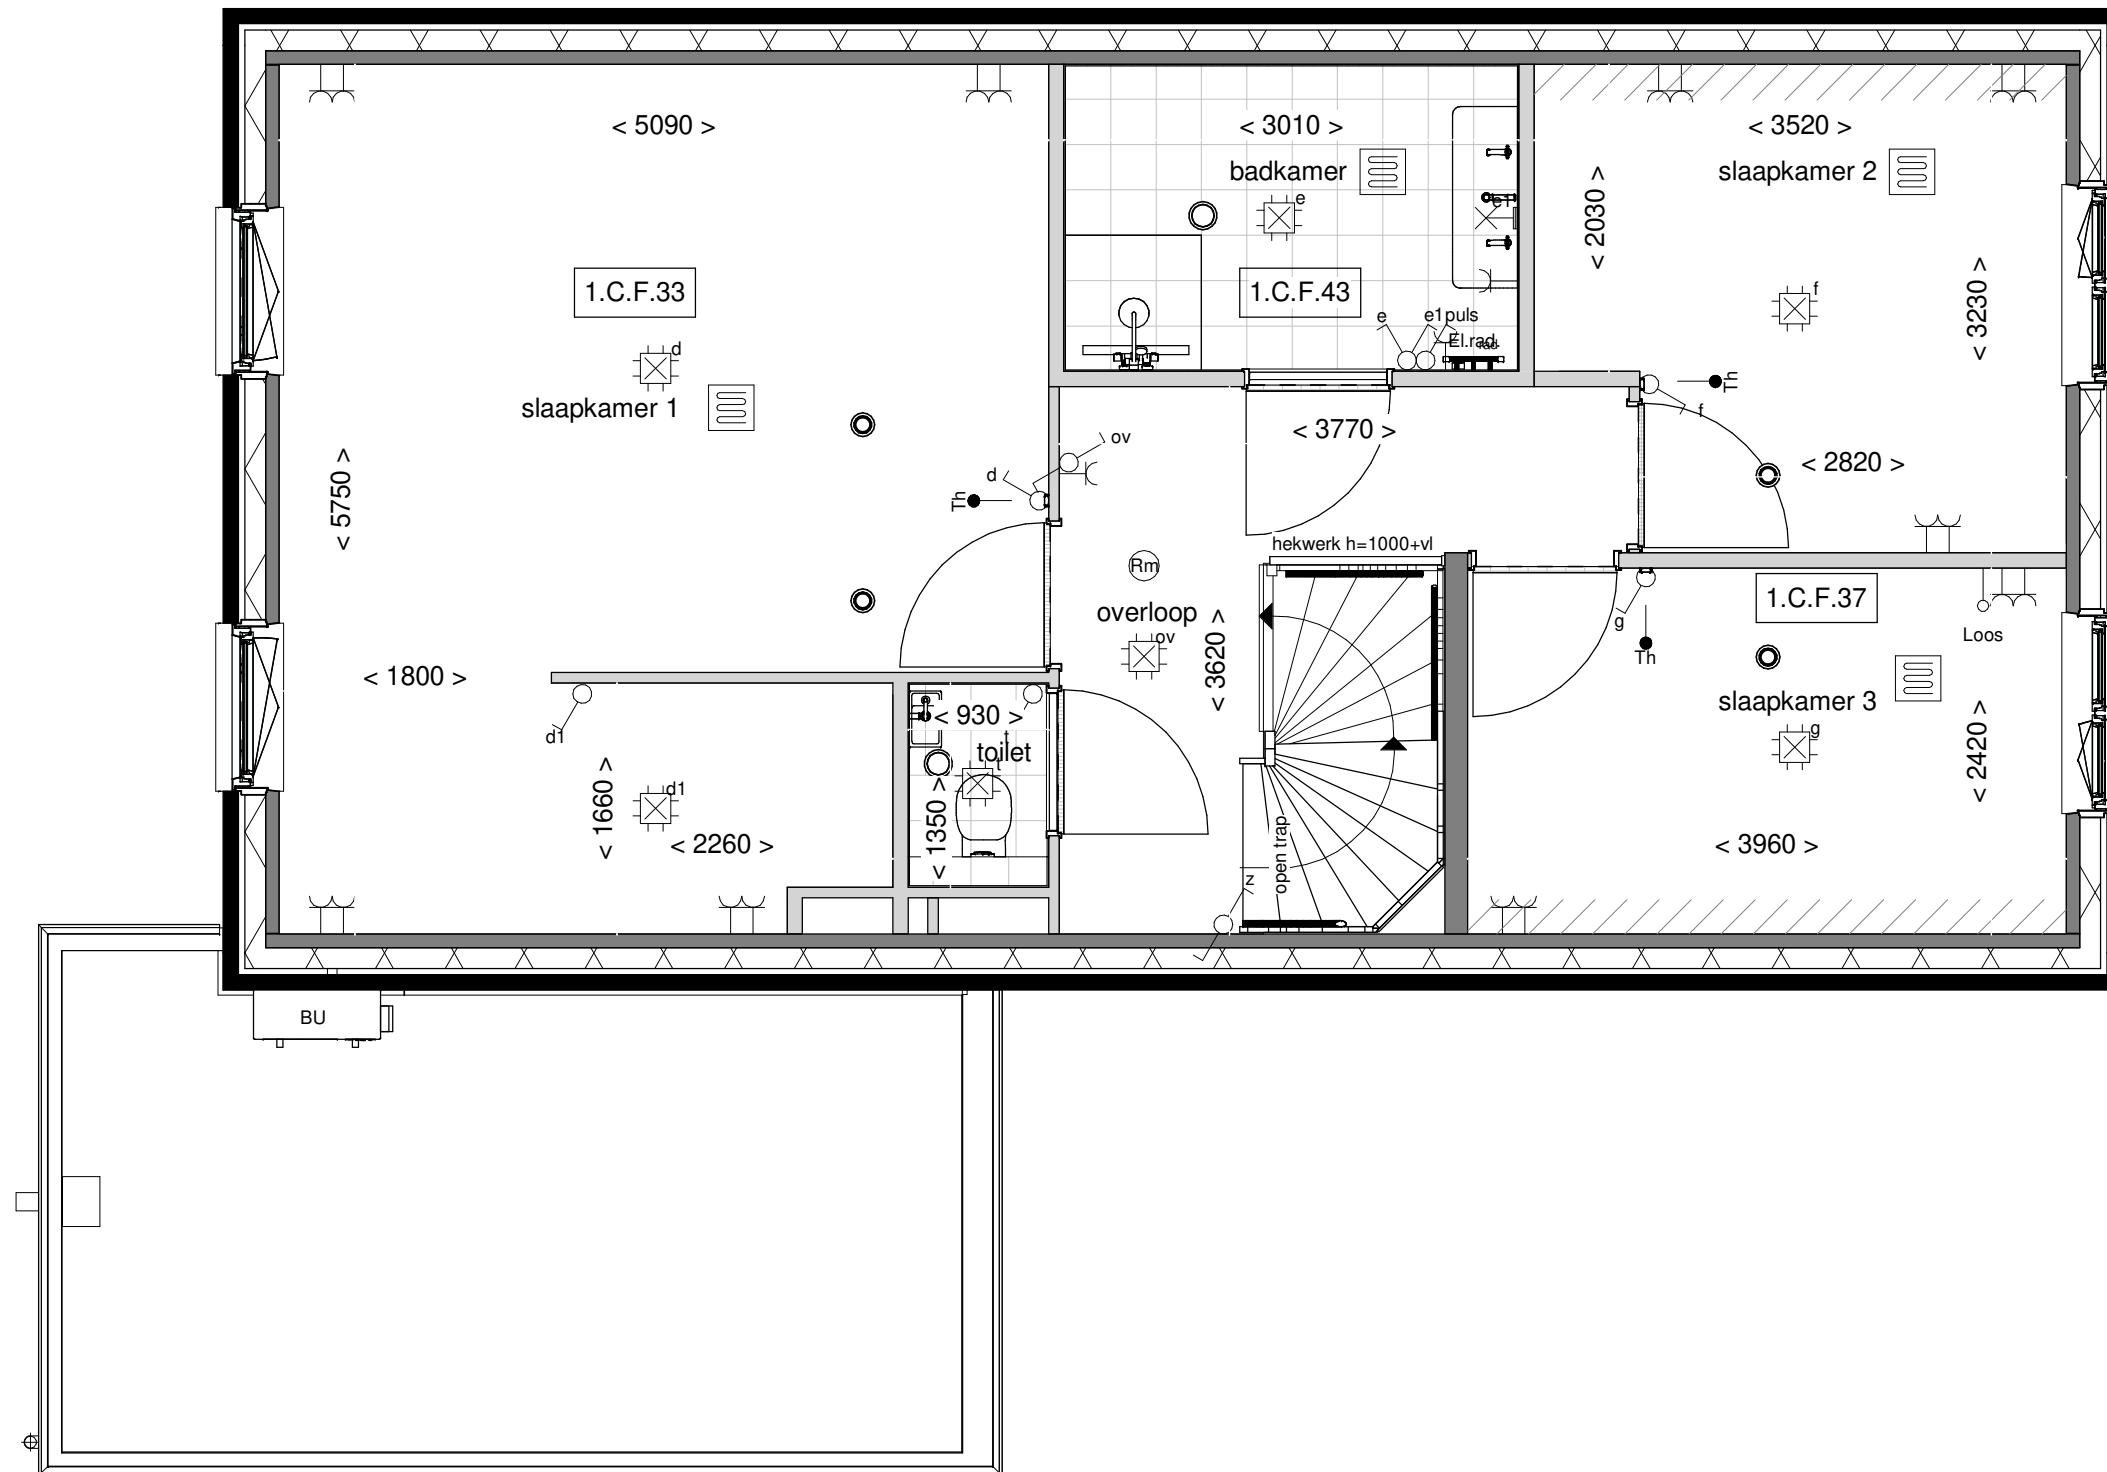 < 5090 >
< 3010 >
< 3520 >
badkamer
slaapkamer 2
e
e1
< 2030 >
1.C.F.33
1.C.F.43
< 3230 >
f
d
e
e1puls
El.rad.
rad.
slaapkamer 1
Th
f
< 3770 >
ov
< 5750 >
d
Th
< 2820 >
hekwerk h=1000+vl
Rm
overloop
ov
< 3620 >
1.C.F.37
g
Th
Loos
< 1800 >
slaapkamer 3
g
< 2420 >
d1
< 930 >
t
toilet
t
d1
< 1660 >
< 2260 >
< 1350 >
open trap
z
< 3960 >
BU